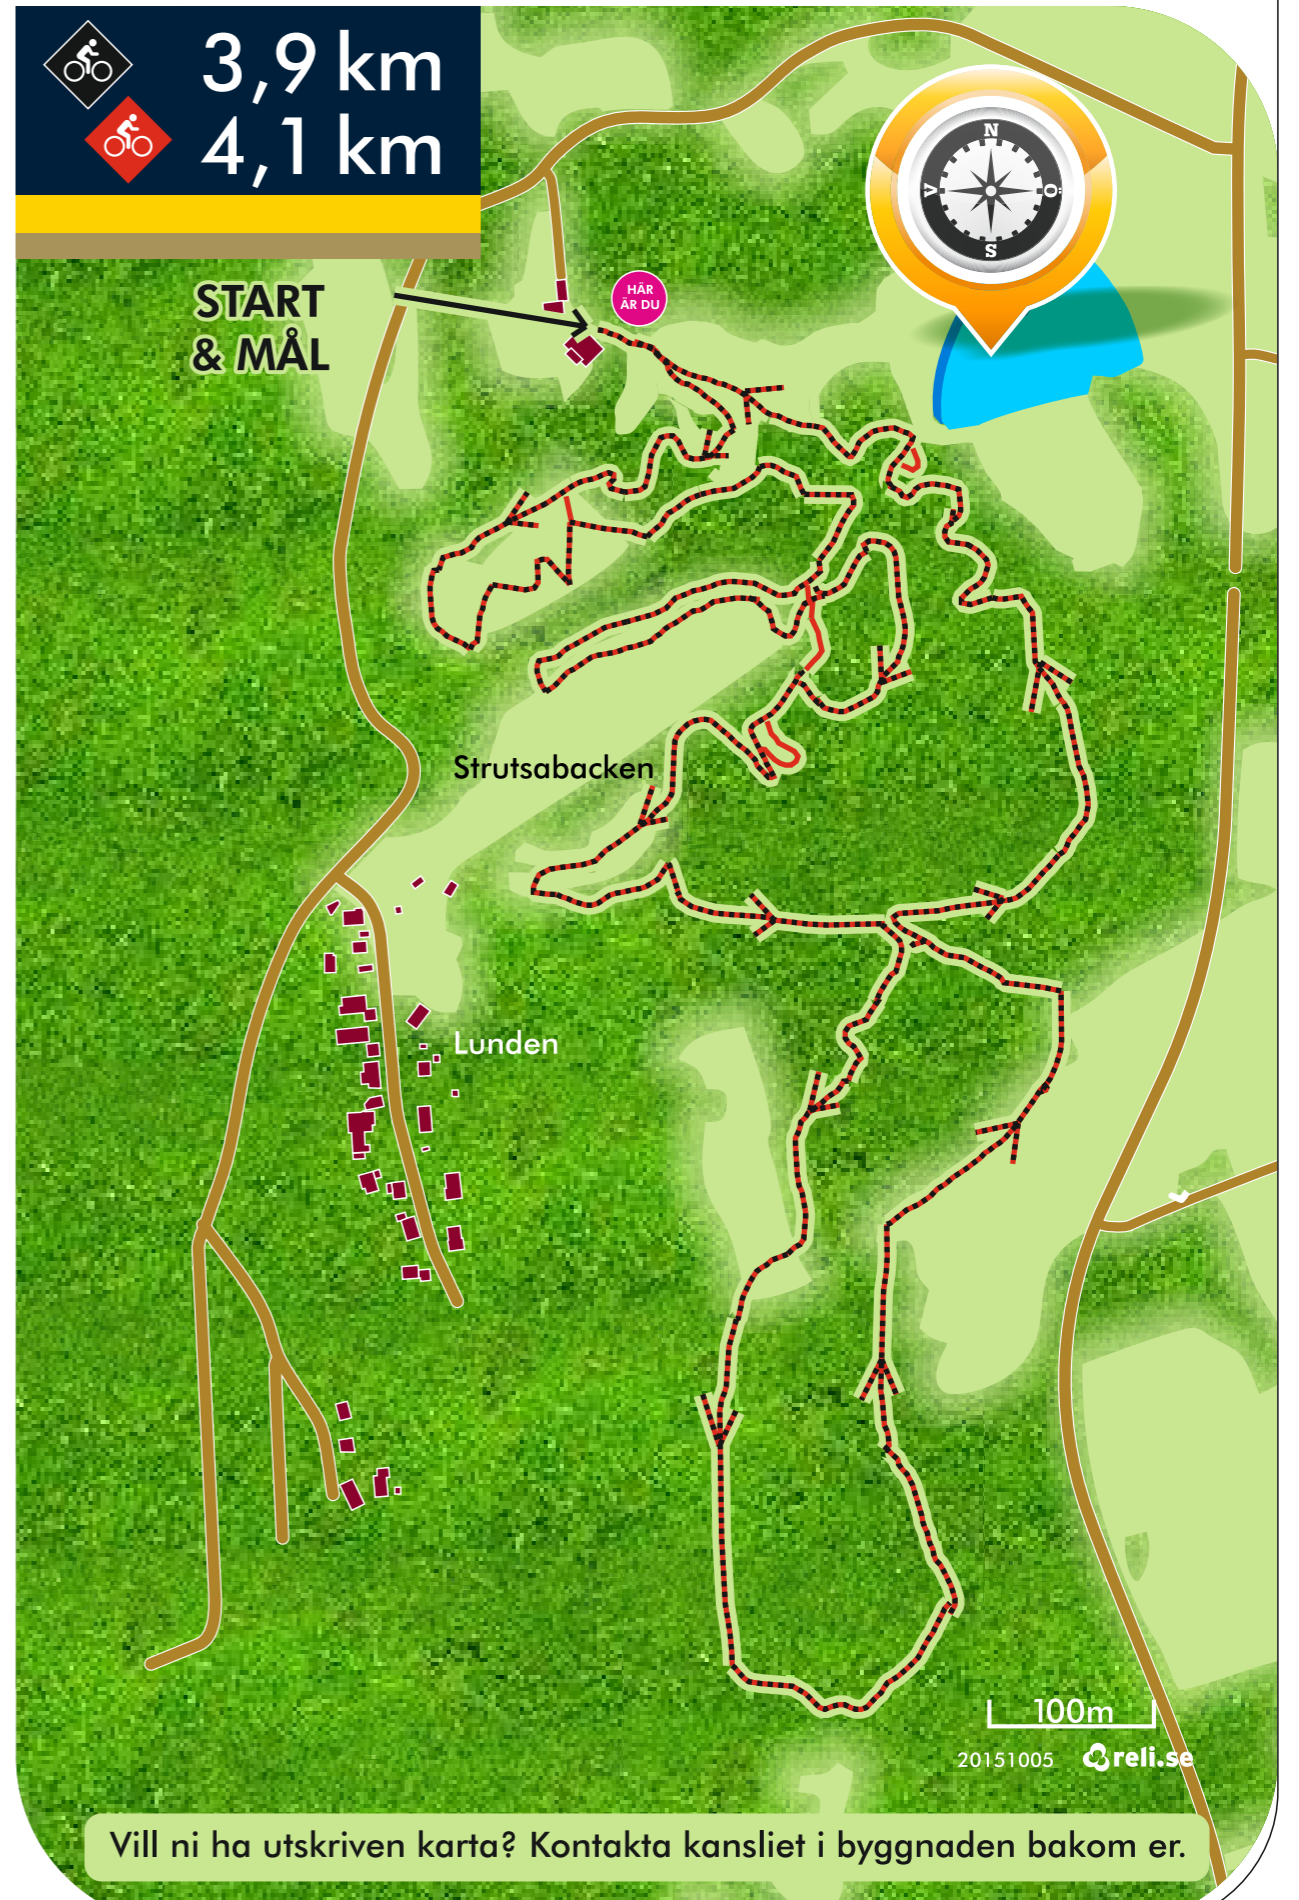 3,9 km
4,1 km
START
& MÅL
HÄR
ÄR DU
N
V
Ö
S
Strutsabacken
Lunden
100m
20151005
reli.se
Vill ni ha utskriven karta? Kontakta kansliet i byggnaden bakom er.